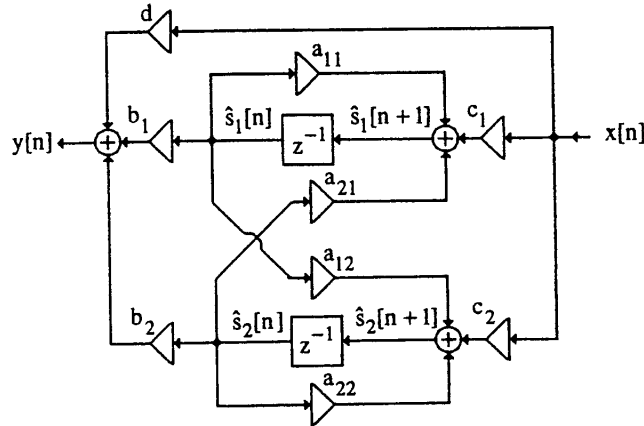 d
a₁₁
b₁ ŝ₁[n] ŝ₁[n + 1] c₁
y[n] + z⁻¹ + x[n]
a₂₁
a₁₂
b₂ ŝ₂[n] ŝ₂[n+1] c₂
z⁻¹ +
a₂₂